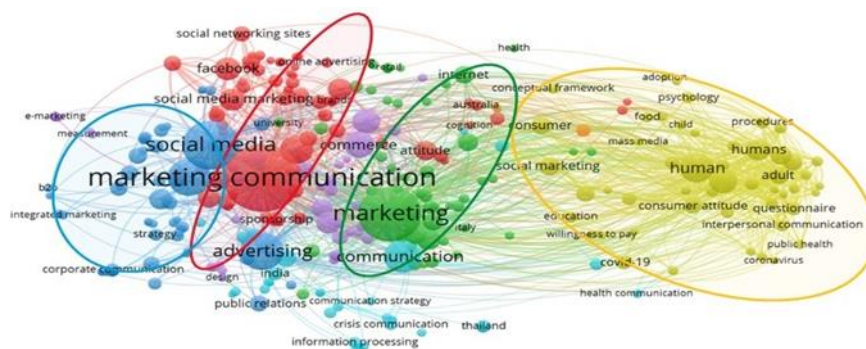 social networking sites
health
facebook
online advertising
retail
internet
conceptual framework
adoption
psychology
e-marketing
social media marketing
brand
australia
food
child
procedures
measurement
university
commerce
cognition
consumer
mass media
social media
attitude
humans
marketing communication
social marketing
human
adult
b2b
integrated marketing
sponsorship
marketing
consumer attitude
questionnaire
strategy
italy
education
interpersonal communication
advertising
communication
willingness to pay
public health
corporate communication
india
covid-19
coronavirus
design
public relations
communication strategy
health communication
crisis communication
thailand
information processing